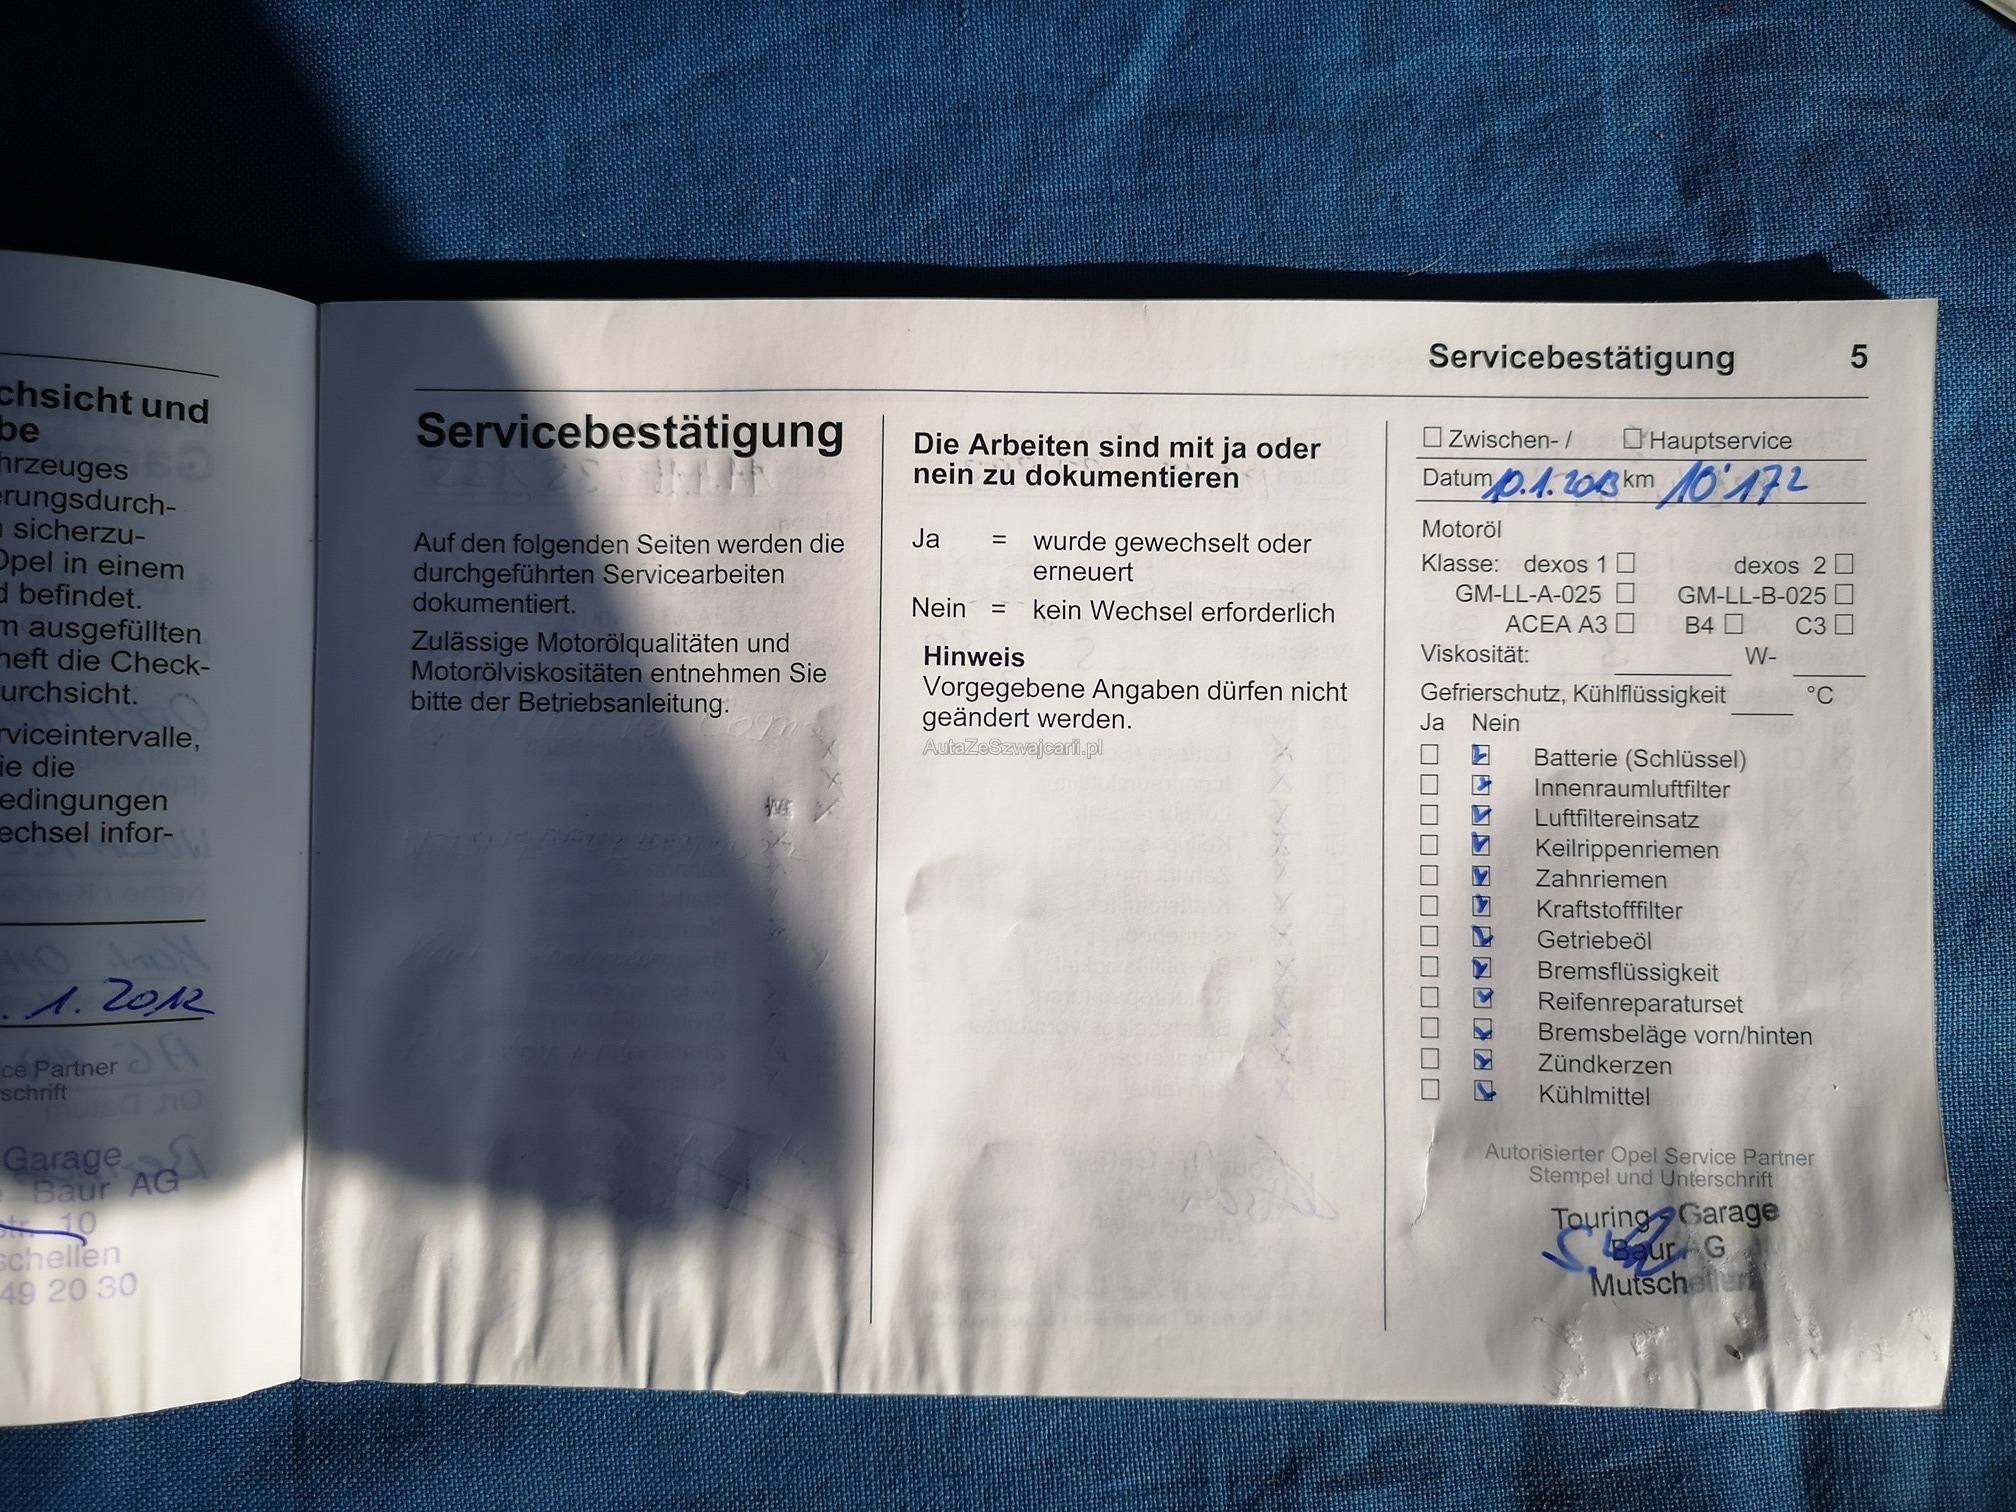 chsicht und
be
hrzeuges
erungsdurch-
sicherzu-
Opel in einem
d befindet.
m ausgefüllten
heft die Check-
urchsicht.
rviceintervalle,
ie die
edingungen
echsel infor-
. 1. 2012
ce Partner
schrift
Garage
Baur AG
str. 10
schellen
49 20 30
Servicebestätigung 5
Servicebestätigung
Auf den folgenden Seiten werden die
durchgeführten Servicearbeiten
dokumentiert.
Zulässige Motorölqualitäten und
Motorölviskositäten entnehmen Sie
bitte der Betriebsanleitung.
Die Arbeiten sind mit ja oder
nein zu dokumentieren
Ja = wurde gewechselt oder
erneuert
Nein = kein Wechsel erforderlich
Hinweis
Vorgegebene Angaben dürfen nicht
geändert werden.
AutaZeSzwajcarii.pl
Zwischen- / Hauptservice
Datum 10.1.2013 km 10'172
Motoröl
Klasse: dexos 1 dexos 2
GM-LL-A-025 GM-LL-B-025
ACEA A3 B4 C3
Viskosität: W-
Gefrierschutz, Kühlflüssigkeit °C
Ja Nein
Batterie (Schlüssel)
Innenraumluftfilter
Luftfiltereinsatz
Keilrippenriemen
Zahnriemen
Kraftstofffilter
Getriebeöl
Bremsflüssigkeit
Reifenreparaturset
Bremsbeläge vorn/hinten
Zündkerzen
Kühlmittel
Autorisierter Opel Service Partner
Stempel und Unterschrift
Touring - Garage
Baur G
Mutschellen